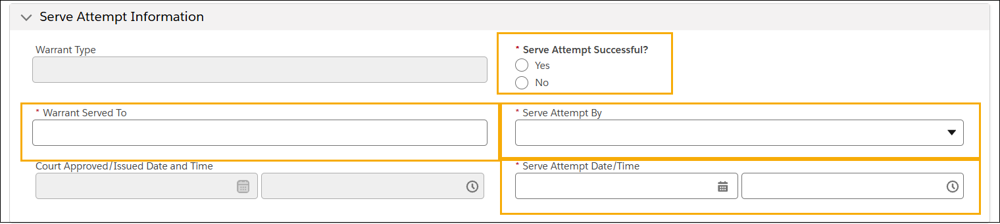 Serve Attempt Information
Warrant Type
* Serve Attempt Successful?
Yes
No
* Warrant Served To
* Serve Attempt By
Court Approved/Issued Date and Time
* Serve Attempt Date/Time